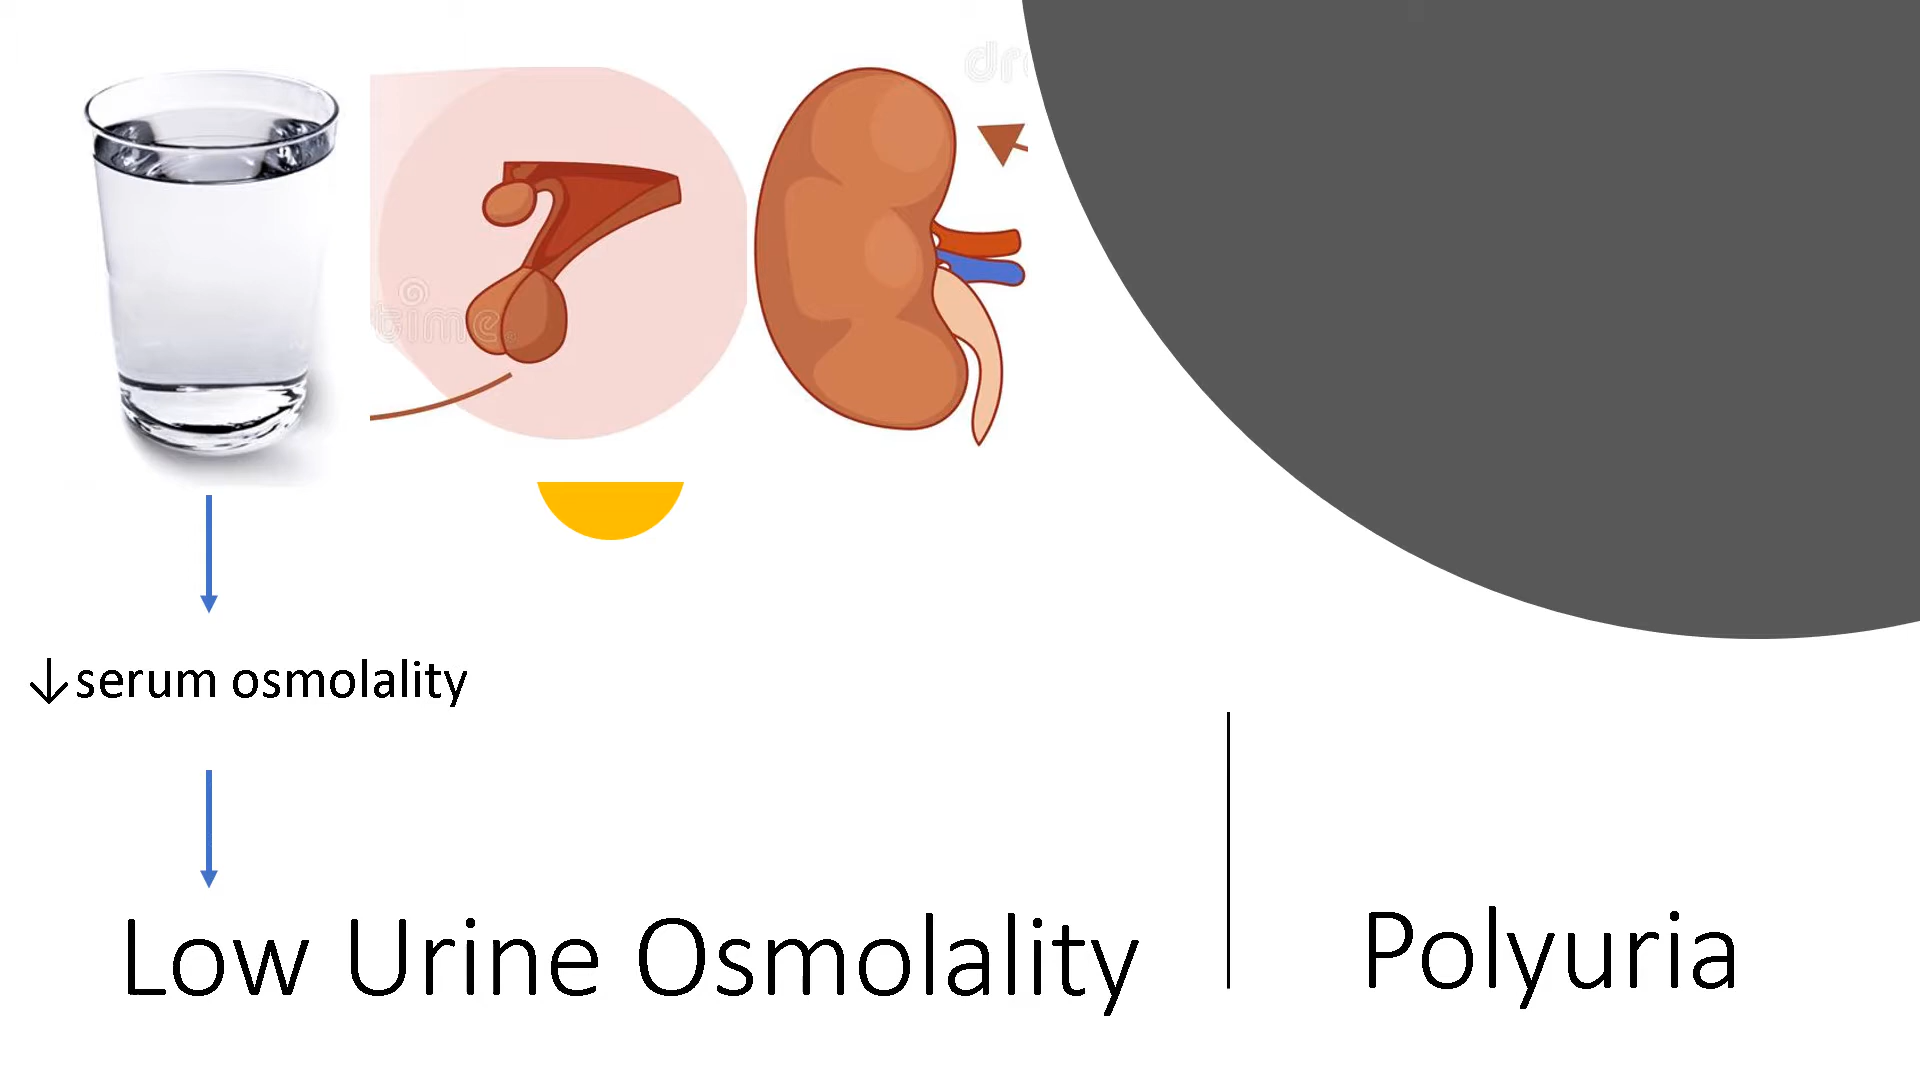 ↓serum osmolality
Low Urine Osmolality
Polyuria